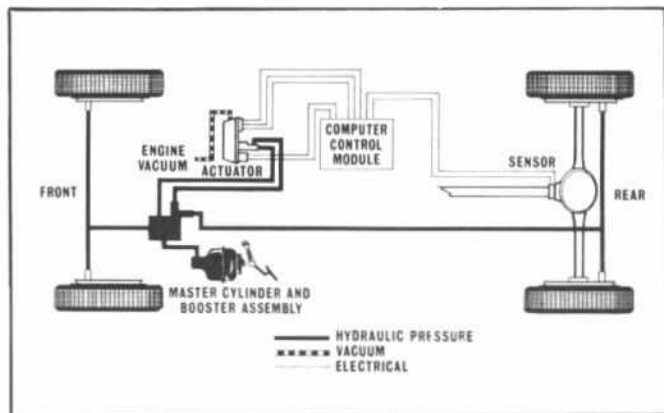 COMPUTER
CONTROL
MODULE
ENGINE
VACUUM
ACTUATOR
SENSOR
FRONT
REAR
MASTER CYLINDER AND
BOOSTER ASSEMBLY
HYDRAULIC PRESSURE
VACUUM
ELECTRICAL